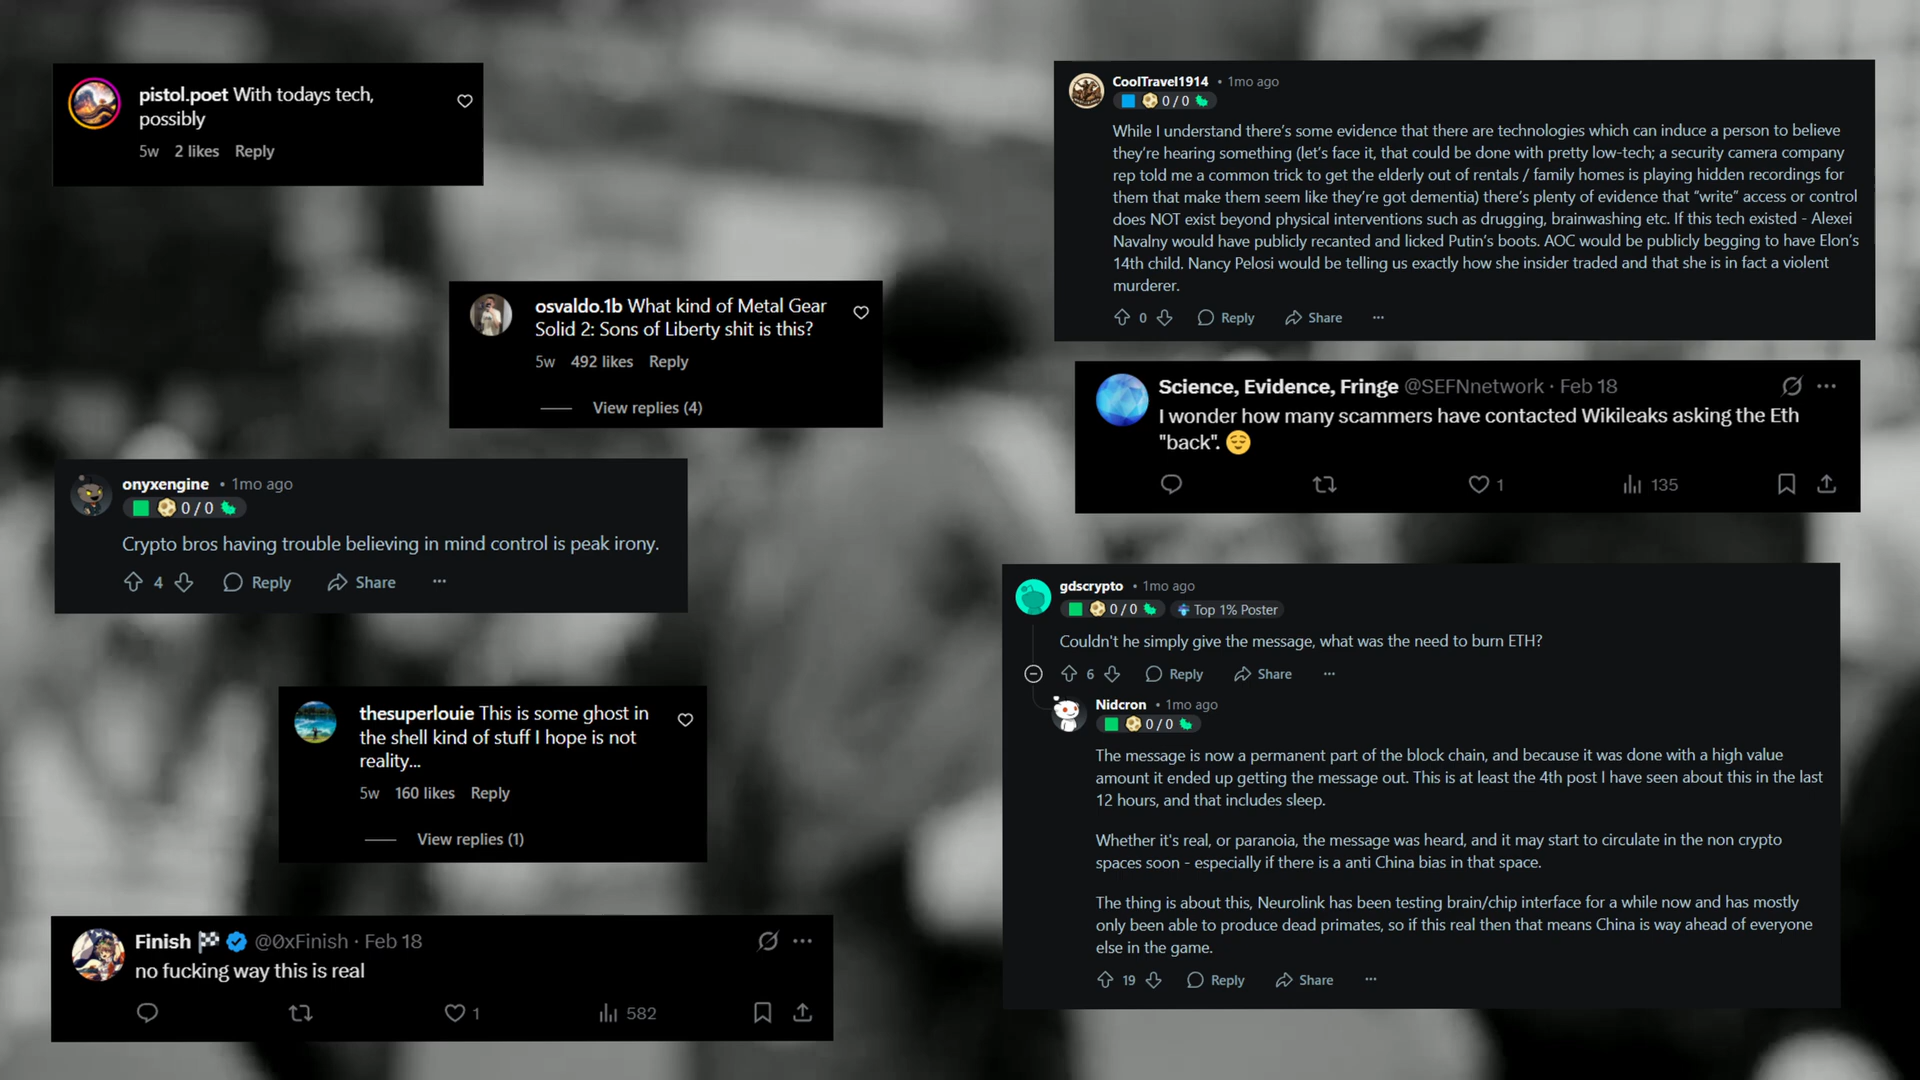 pistol.poet With todays tech,
possibly
5w 2 likes Reply
osvaldo.1b What kind of Metal Gear
Solid 2: Sons of Liberty shit is this?
5w 492 likes Reply
View replies (4)
onyxengine • 1mo ago
0 / 0
Crypto bros having trouble believing in mind control is peak irony.
4 Reply Share ...
thesuperlouie This is some ghost in
the shell kind of stuff I hope is not
reality...
5w 160 likes Reply
View replies (1)
Finish @0xFinish · Feb 18
no fucking way this is real
1 582
CoolTravel1914 • 1mo ago
0 / 0
While I understand there's some evidence that there are technologies which can induce a person to believe
they're hearing something (let's face it, that could be done with pretty low-tech; a security camera company
rep told me a common trick to get the elderly out of rentals / family homes is playing hidden recordings for
them that make them seem like they're got dementia) there's plenty of evidence that "write" access or control
does NOT exist beyond physical interventions such as drugging, brainwashing etc. If this tech existed - Alexei
Navalny would have publicly recanted and licked Putin's boots. AOC would be publicly begging to have Elon's
14th child. Nancy Pelosi would be telling us exactly how she insider traded and that she is in fact a violent
murderer.
0 Reply Share ...
Science, Evidence, Fringe @SEFNnetwork · Feb 18
I wonder how many scammers have contacted Wikileaks asking the Eth
"back". 😌
1 135
gdscrypto • 1mo ago
0 / 0 Top 1% Poster
Couldn't he simply give the message, what was the need to burn ETH?
6 Reply Share ...
Nidcron • 1mo ago
0 / 0
The message is now a permanent part of the block chain, and because it was done with a high value
amount it ended up getting the message out. This is at least the 4th post I have seen about this in the last
12 hours, and that includes sleep.
Whether it's real, or paranoia, the message was heard, and it may start to circulate in the non crypto
spaces soon - especially if there is a anti China bias in that space.
The thing is about this, Neurolink has been testing brain/chip interface for a while now and has mostly
only been able to produce dead primates, so if this real then that means China is way ahead of everyone
else in the game.
19 Reply Share ...